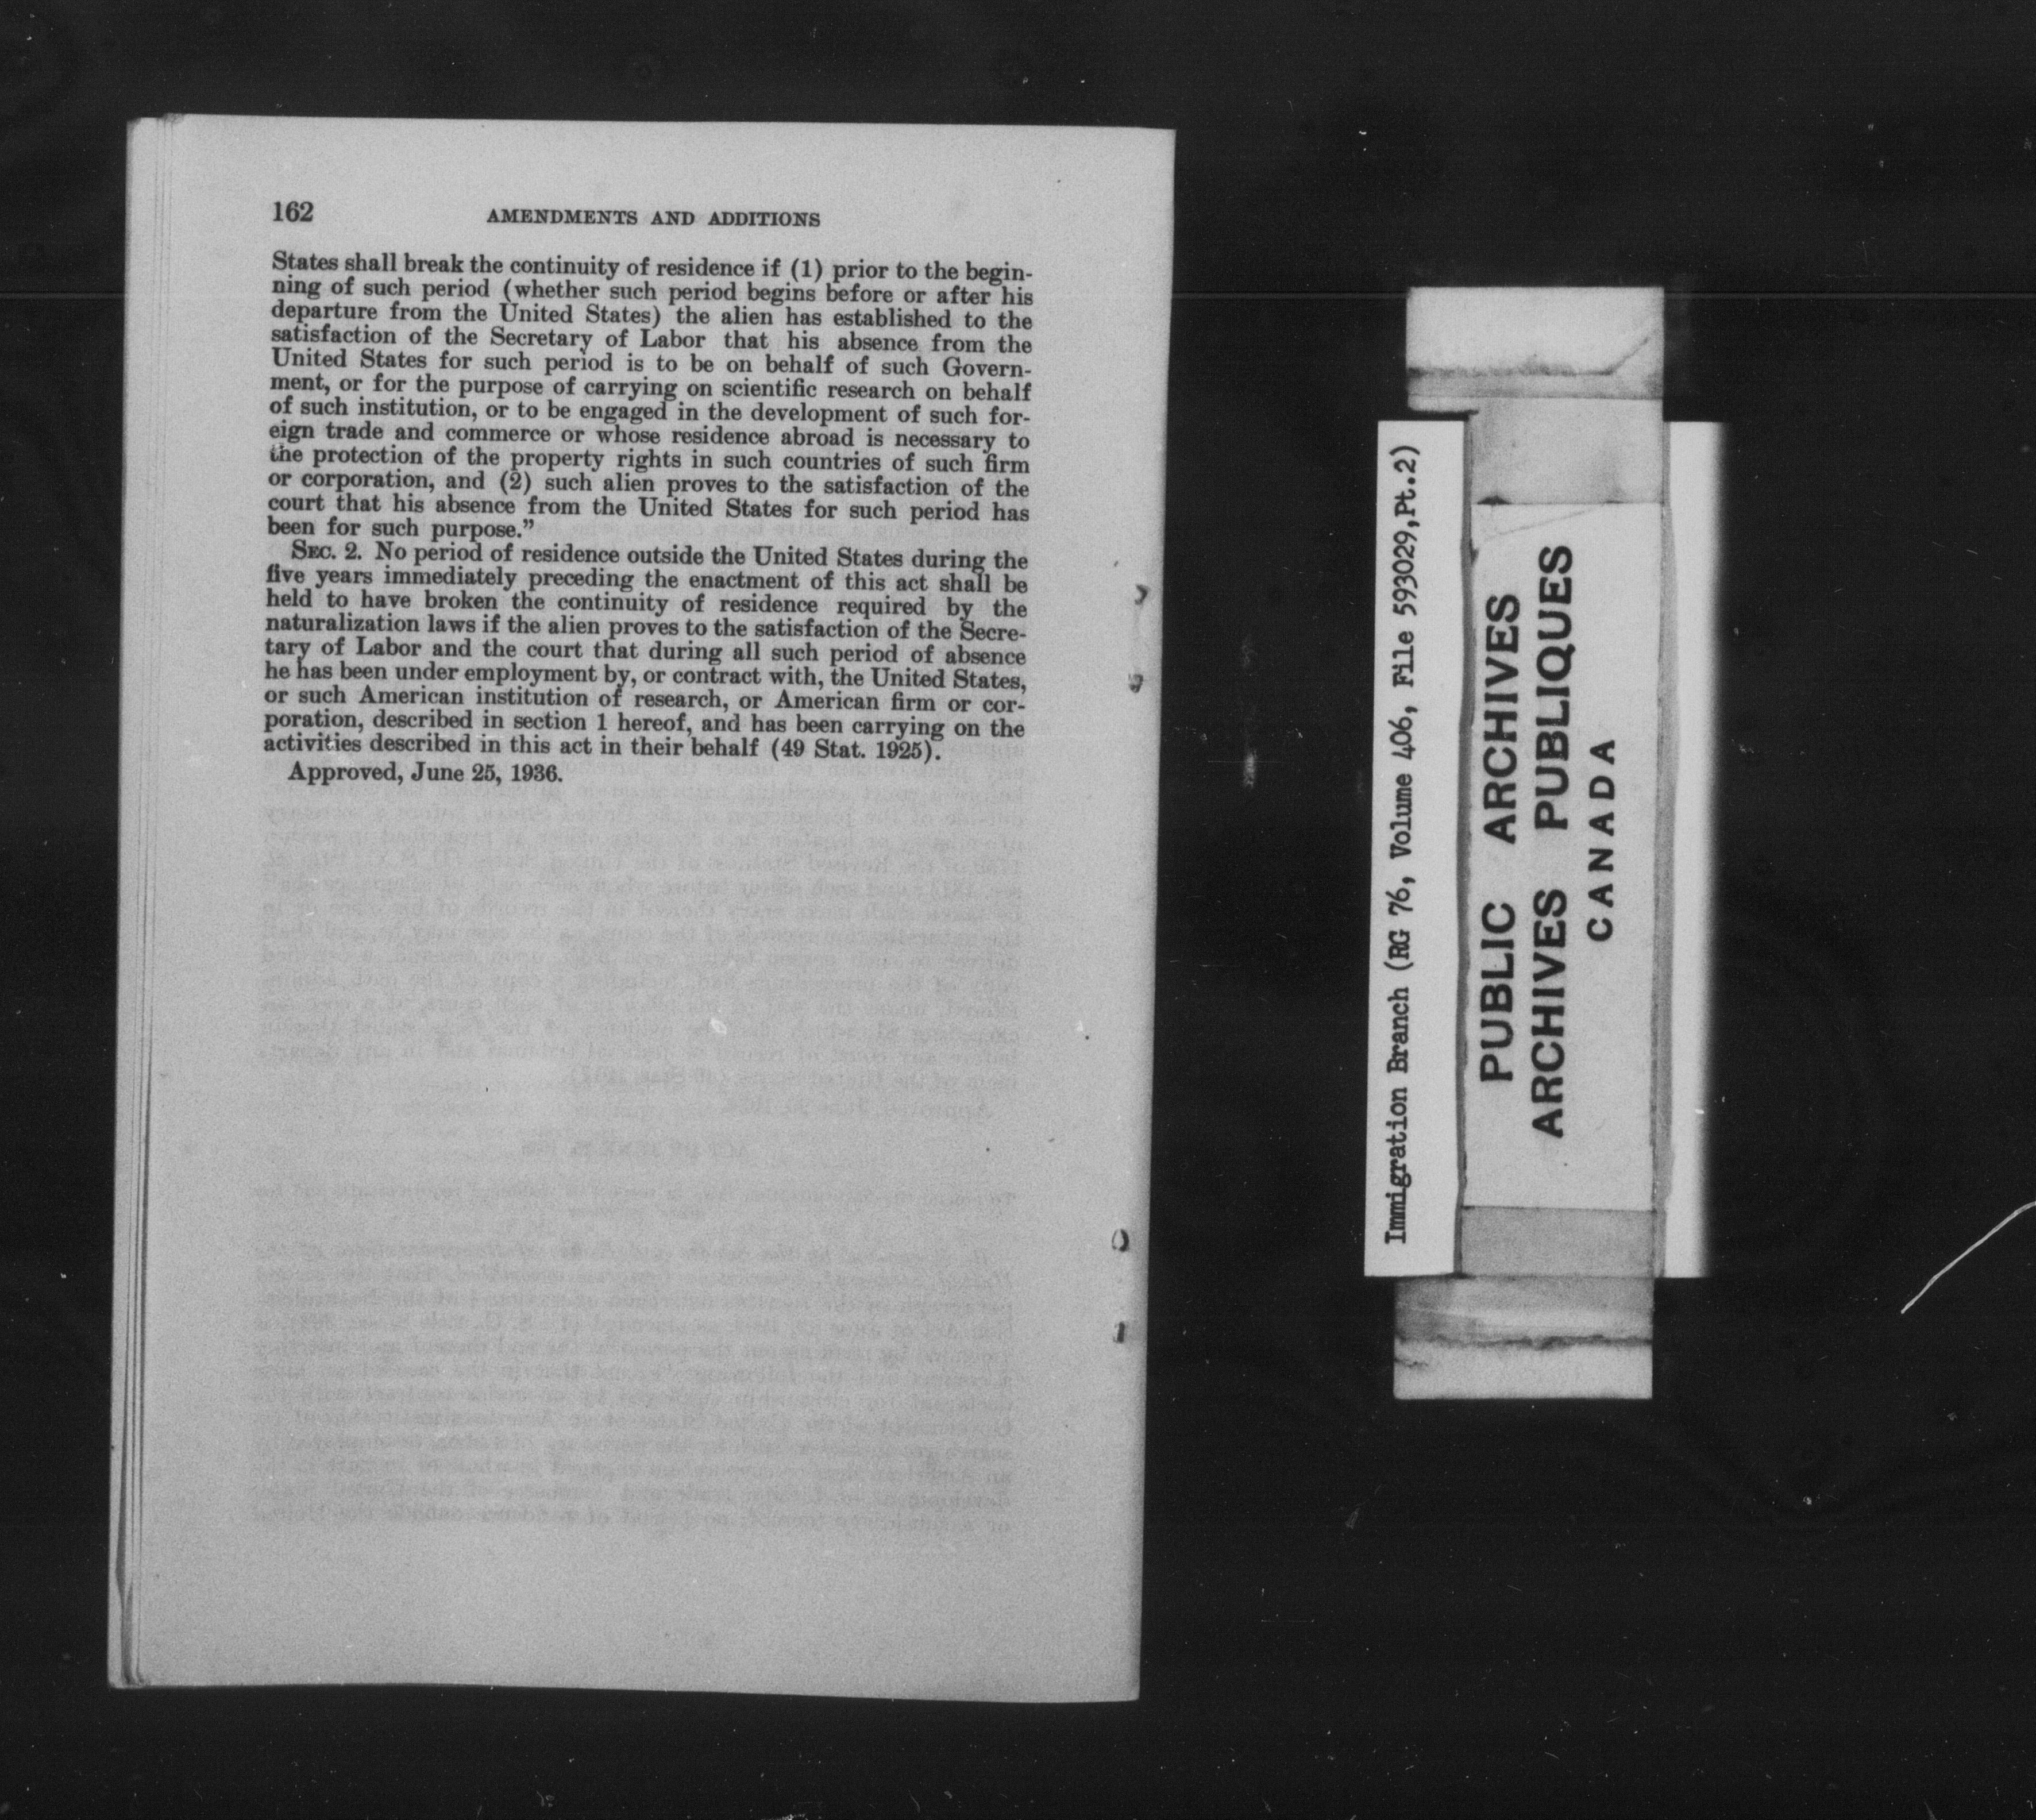 162 AMENDMENTS AND ADDITIONS
States shall break the continuity of residence if (1) prior to the begin-
ning of such period (whether such period begins before or after his
departure from the United States) the alien has established to the
satisfaction of the Secretary of Labor that his absence from the
United States for such period is to be on behalf of such Govern-
ment, or for the purpose of carrying on scientific research on behalf
of such institution, or to be engaged in the development of such for-
eign trade and commerce or whose residence abroad is necessary to
the protection of the property rights in such countries of such firm
or corporation, and (2) such alien proves to the satisfaction of the
court that his absence from the United States for such period has
been for such purpose.”
SEC. 2. No period of residence outside the United States during the
five years immediately preceding the enactment of this act shall be
held to have broken the continuity of residence required by the
naturalization laws if the alien proves to the satisfaction of the Secre-
tary of Labor and the court that during all such period of absence
he has been under employment by, or contract with, the United States,
or such American institution of research, or American firm or cor-
poration, described in section 1 hereof, and has been carrying on the
activities described in this act in their behalf (49 Stat. 1925).
Approved, June 25, 1936.
Immigration Branch (RG 76, Volume 406, File 593029,Pt.2)
PUBLIC ARCHIVES
ARCHIVES PUBLIQUES
CANADA